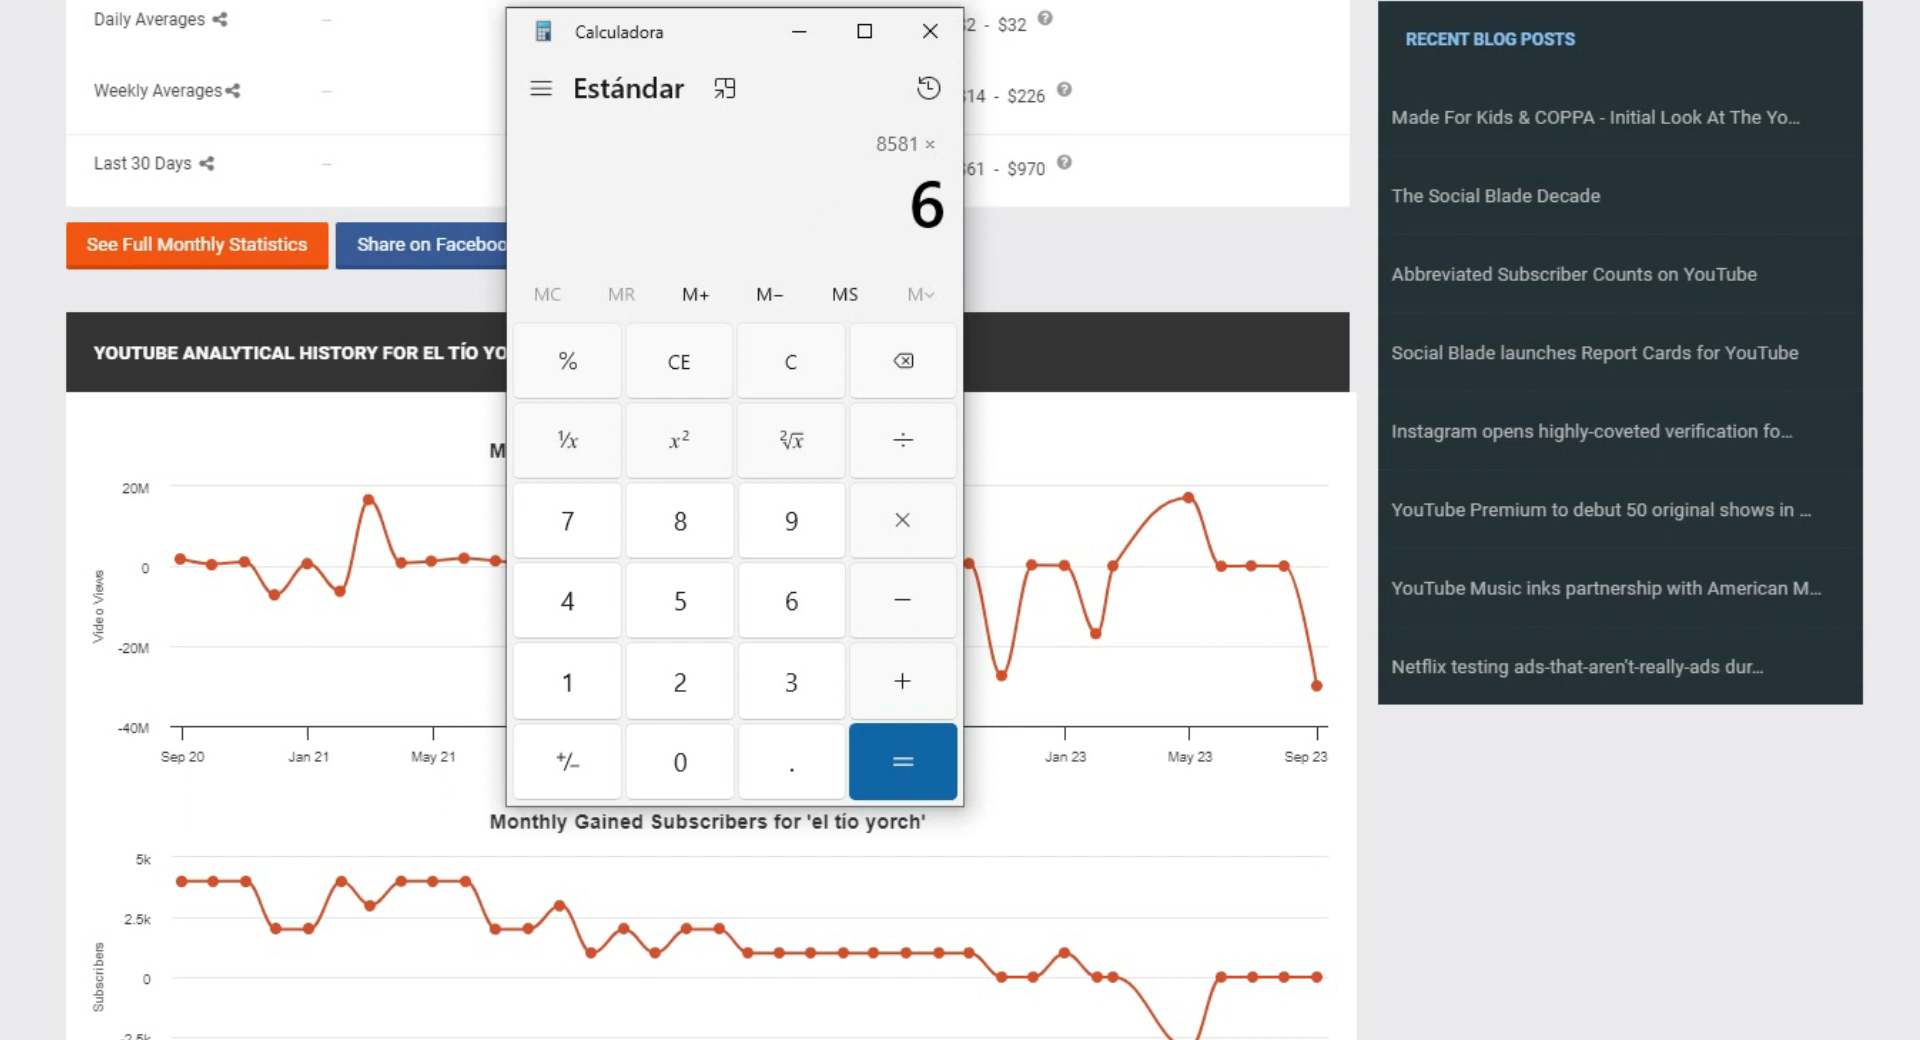 Daily Averages
–
$2 - $32
Weekly Averages
–
$14 - $226
Last 30 Days
–
$61 - $970
See Full Monthly Statistics
Share on Faceboo
YOUTUBE ANALYTICAL HISTORY FOR EL TÍO YO
M
20M
0
-20M
-40M
Video Views
Sep 20
Jan 21
May 21
Jan 23
May 23
Sep 23
Monthly Gained Subscribers for 'el tío yorch'
5k
2.5k
0
-2.5k
Subscribers
Calculadora
Estándar
8581 ×
6
MC MR M+ M− MS M
% CE C
⅟x x² ²√x ÷
7 8 9 ×
4 5 6 −
1 2 3 +
+/− 0 . =
RECENT BLOG POSTS
Made For Kids & COPPA - Initial Look At The Yo...
The Social Blade Decade
Abbreviated Subscriber Counts on YouTube
Social Blade launches Report Cards for YouTube
Instagram opens highly-coveted verification fo...
YouTube Premium to debut 50 original shows in ...
YouTube Music inks partnership with American M...
Netflix testing ads-that-aren't-really-ads dur...